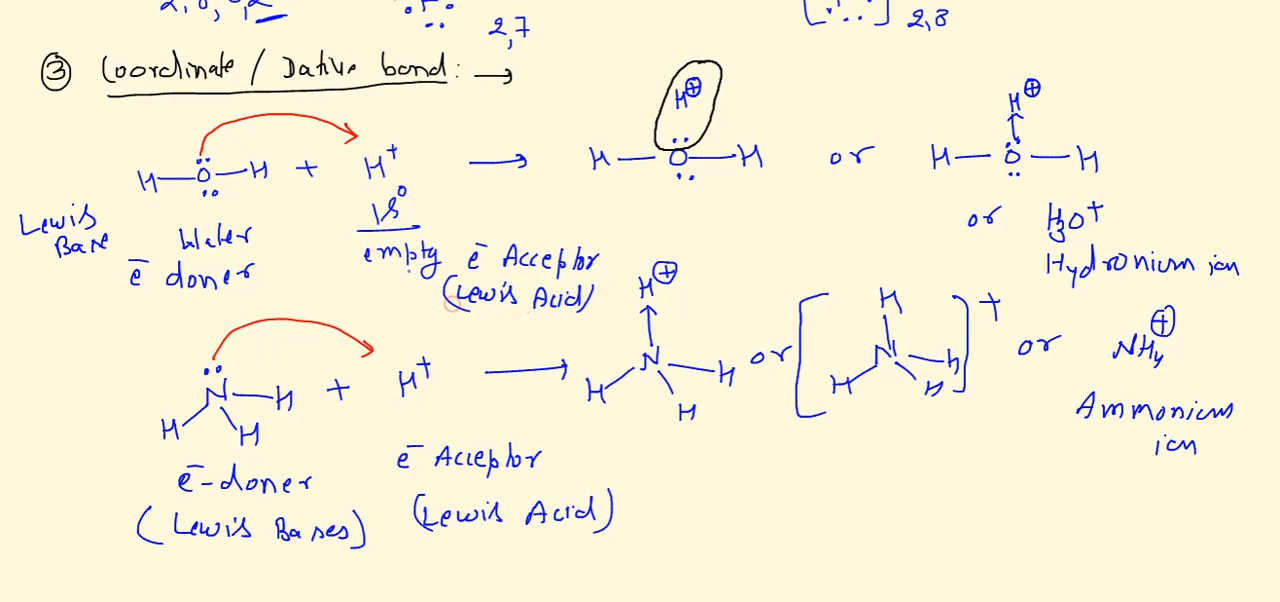 2,7
2,8
③ Coordinate / Dative bond: →
H—O—H + H+ → H—O—H or H—O—H
H⊕
H⊕
1s0
empty
Lewis
Base
Water
e- doner
e- Acceptor
(Lewis Acid)
or H3O+
Hydronium ion
N—H + H+ → N—H or [N—H]+ or NH4⊕
H H
H⊕
H H
H
H H
Ammonium
ion
e- doner
(Lewis Bases)
e- Acceptor
(Lewis Acid)